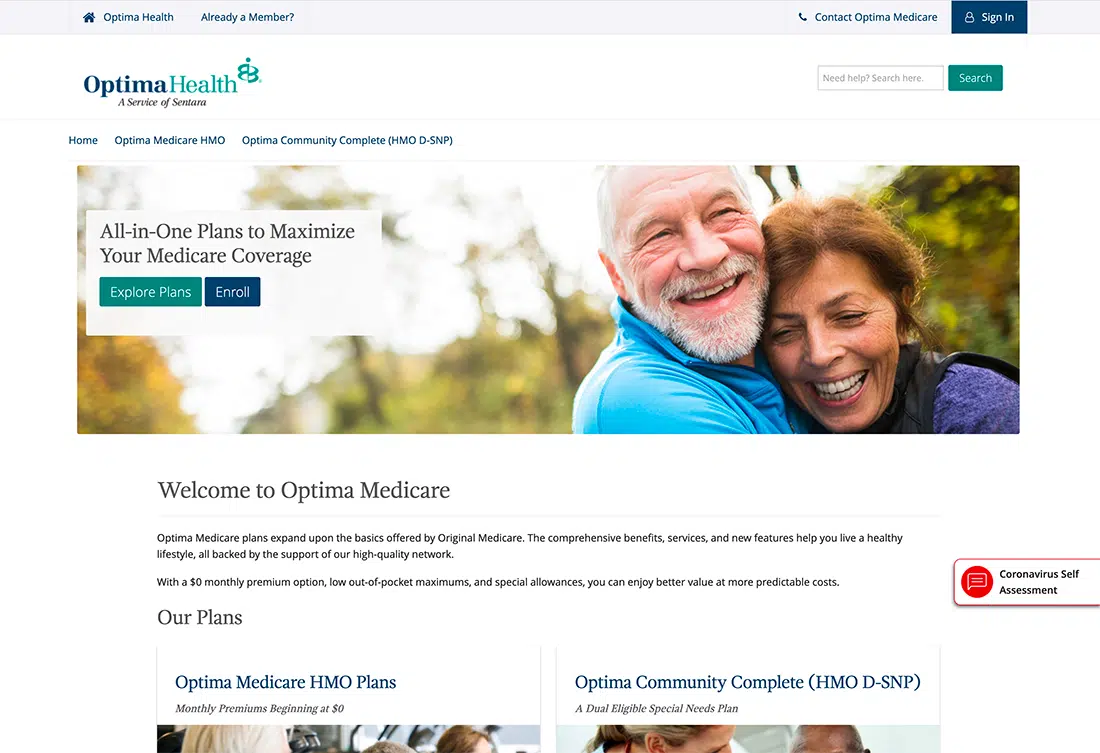 Optima Health
Already a Member?
Contact Optima Medicare
Sign In
OptimaHealth
A Service of Sentara
Need help? Search here.
Search
Home
Optima Medicare HMO
Optima Community Complete (HMO D-SNP)
All-in-One Plans to Maximize
Your Medicare Coverage
Explore Plans
Enroll
Welcome to Optima Medicare
Optima Medicare plans expand upon the basics offered by Original Medicare. The comprehensive benefits, services, and new features help you live a healthy
lifestyle, all backed by the support of our high-quality network.
With a $0 monthly premium option, low out-of-pocket maximums, and special allowances, you can enjoy better value at more predictable costs.
Coronavirus Self
Assessment
Our Plans
Optima Medicare HMO Plans
Monthly Premiums Beginning at $0
Optima Community Complete (HMO D-SNP)
A Dual Eligible Special Needs Plan